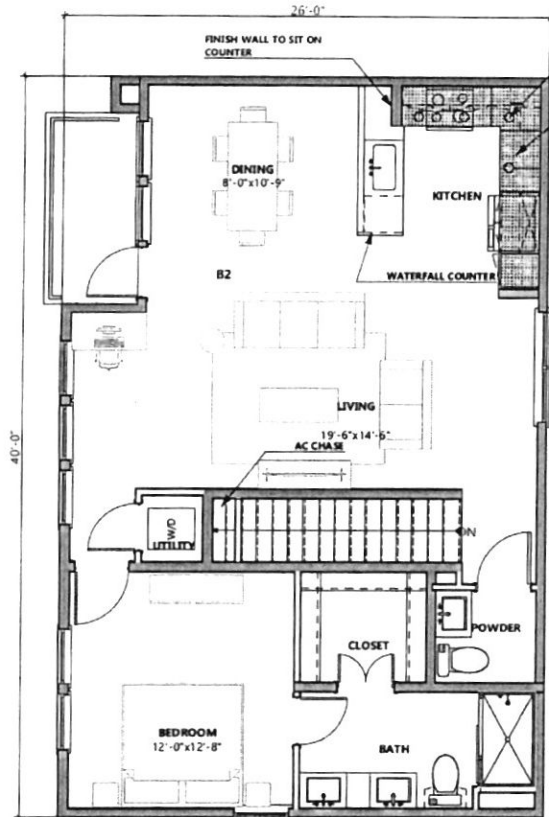 26'-0"
FINISH WALL TO SIT ON
COUNTER
DINING
8'-0"x10'-9"
KITCHEN
B2
WATERFALL COUNTER
LIVING
19'-6"x14'-6"
AC CHASE
40'-0"
W/D
UTILITY
DN
POWDER
CLOSET
BEDROOM
12'-0"x12'-8"
BATH